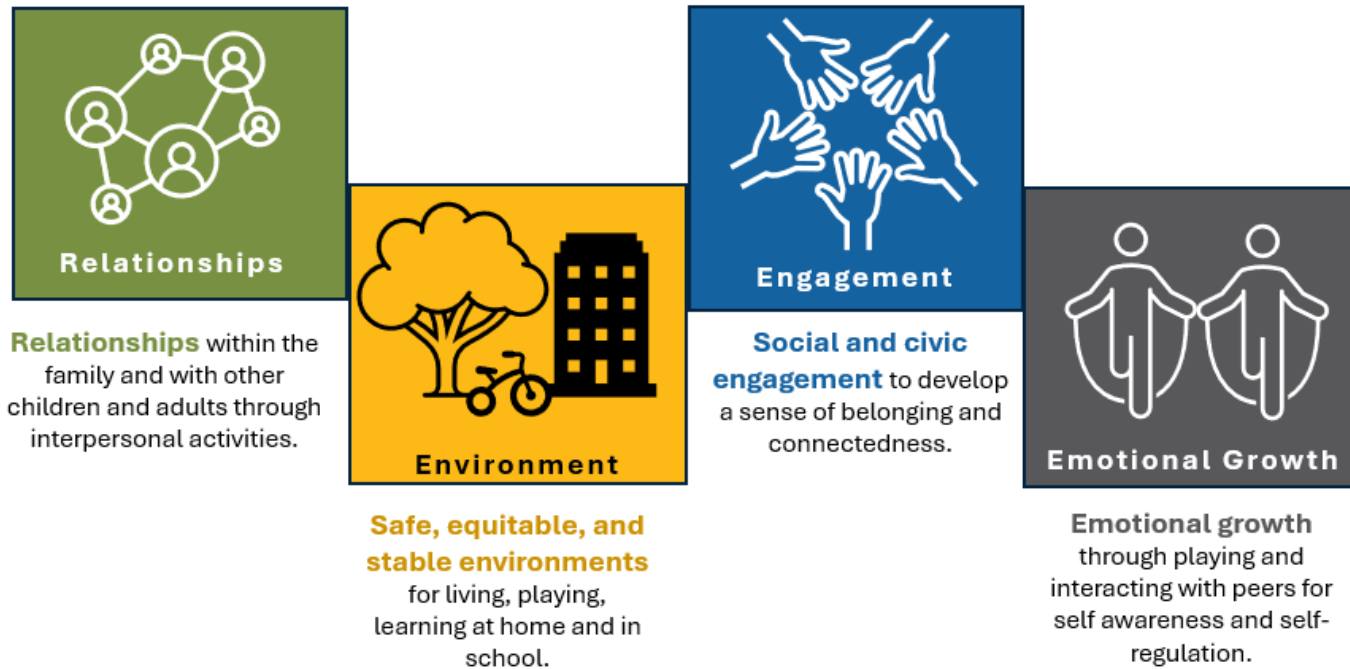 Relationships
Relationships within the
family and with other
children and adults through
interpersonal activities.
Environment
Safe, equitable, and
stable environments
for living, playing,
learning at home and in
school.
Engagement
Social and civic
engagement to develop
a sense of belonging and
connectedness.
Emotional Growth
Emotional growth
through playing and
interacting with peers for
self awareness and self-
regulation.